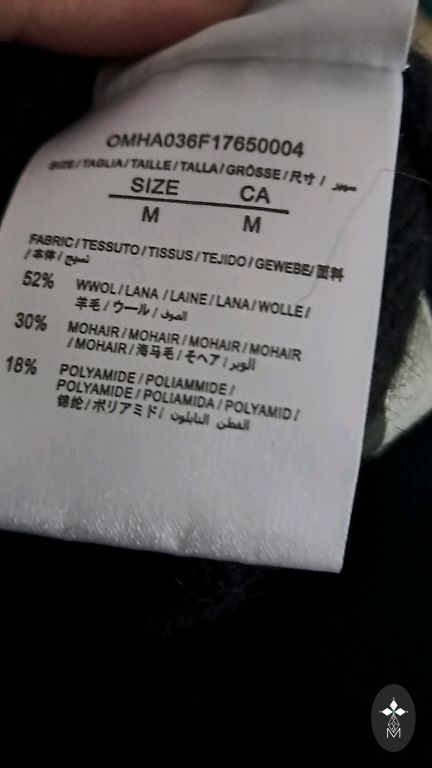 OMHA036F17650004
SIZE/TAGLIA/TAILLE/TALLA/GRÖSSE/尺寸/
SIZE CA
M M
FABRIC/TESSUTO/TISSUS/TEJIDO/GEWEBE/面料
/本体/نسيج
52% WWOL/LANA/LAINE/LANA/WOLLE/
羊毛/ウール/الصوف
30% MOHAIR/MOHAIR/MOHAIR/MOHAIR
/MOHAIR/海马毛/モヘア/الوبر
18% POLYAMIDE/POLIAMMIDE/
POLYAMIDE/POLIAMIDA/POLYAMID/
锦纶/ポリアミド/القطن النايلون
M